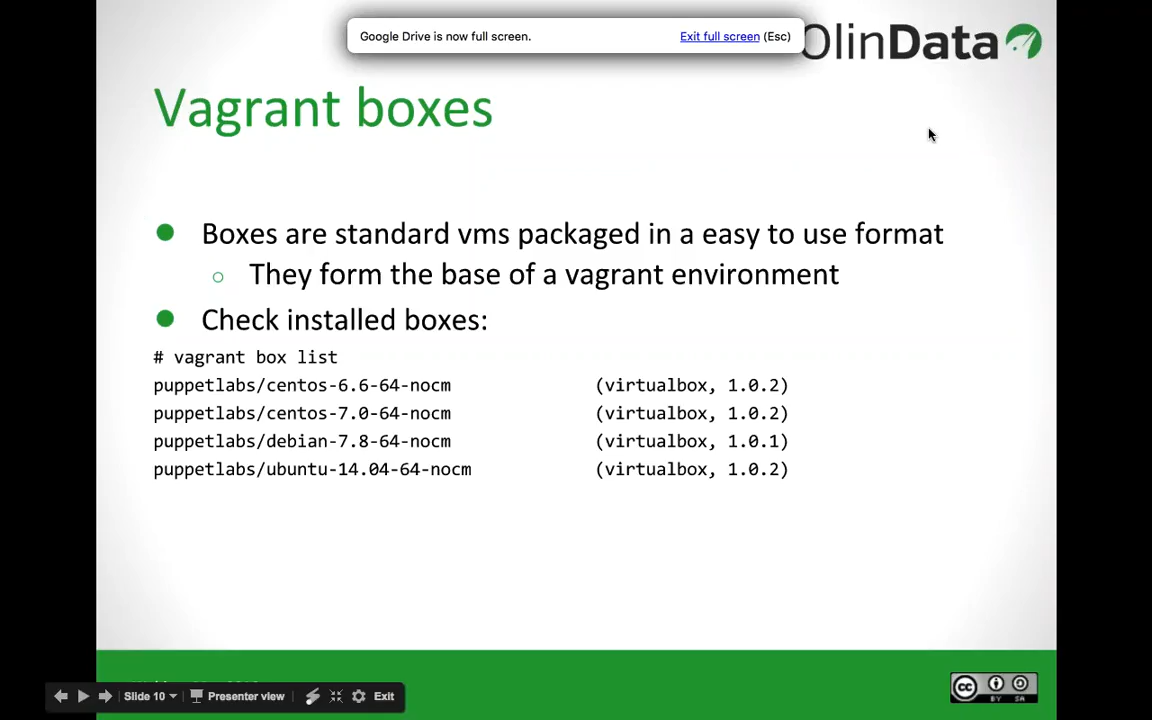 Google Drive is now full screen. Exit full screen (Esc)
OlinData
Vagrant boxes
Boxes are standard vms packaged in a easy to use format
They form the base of a vagrant environment
Check installed boxes:
# vagrant box list
puppetlabs/centos-6.6-64-nocm (virtualbox, 1.0.2)
puppetlabs/centos-7.0-64-nocm (virtualbox, 1.0.2)
puppetlabs/debian-7.8-64-nocm (virtualbox, 1.0.1)
puppetlabs/ubuntu-14.04-64-nocm (virtualbox, 1.0.2)
Slide 10 Presenter view Exit
cc BY SA